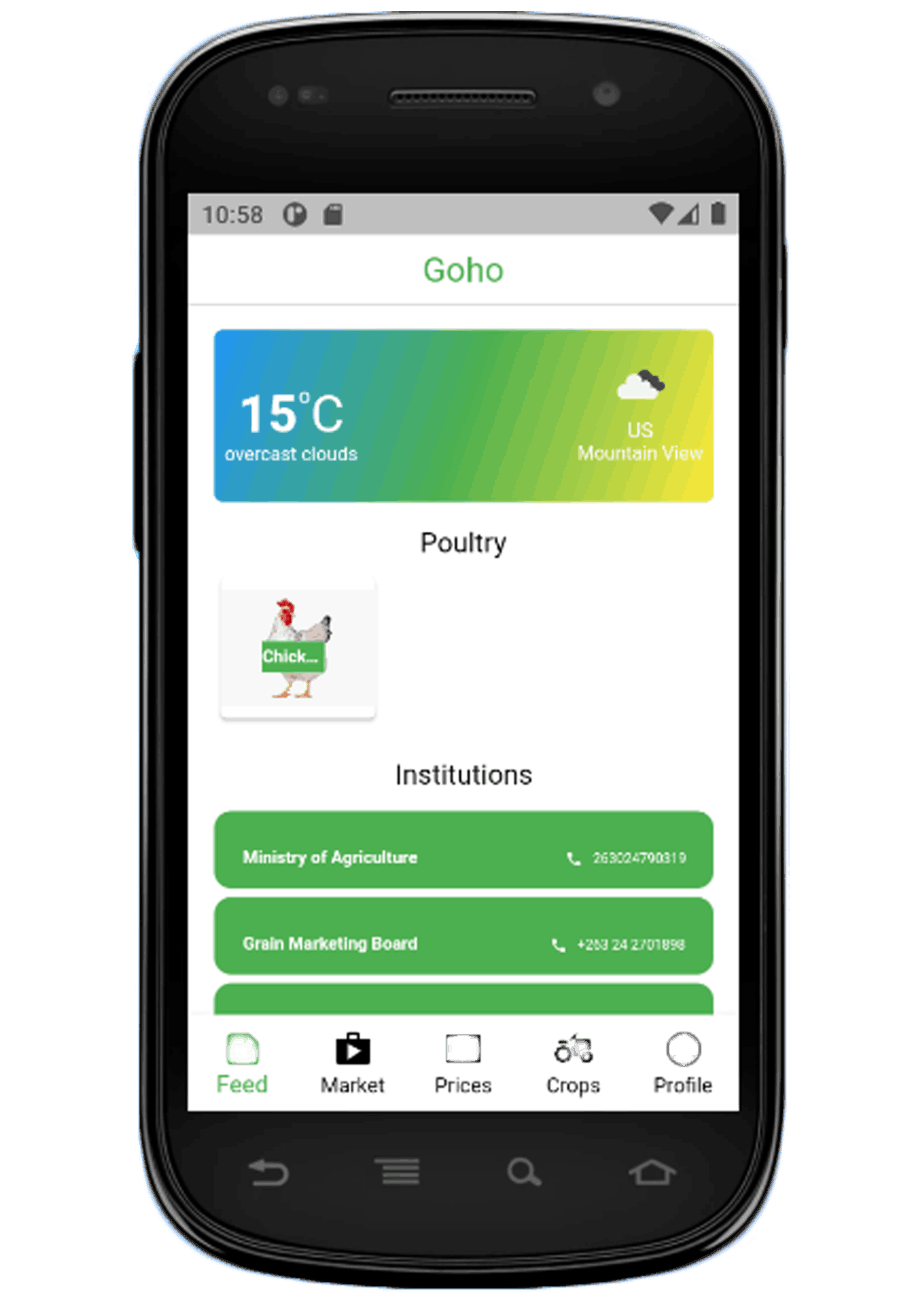 10:58
Goho
15°C
overcast clouds
US
Mountain View
Poultry
Chick...
Institutions
Ministry of Agriculture
263024790319
Grain Marketing Board
+263 24 2701898
Feed
Market
Prices
Crops
Profile